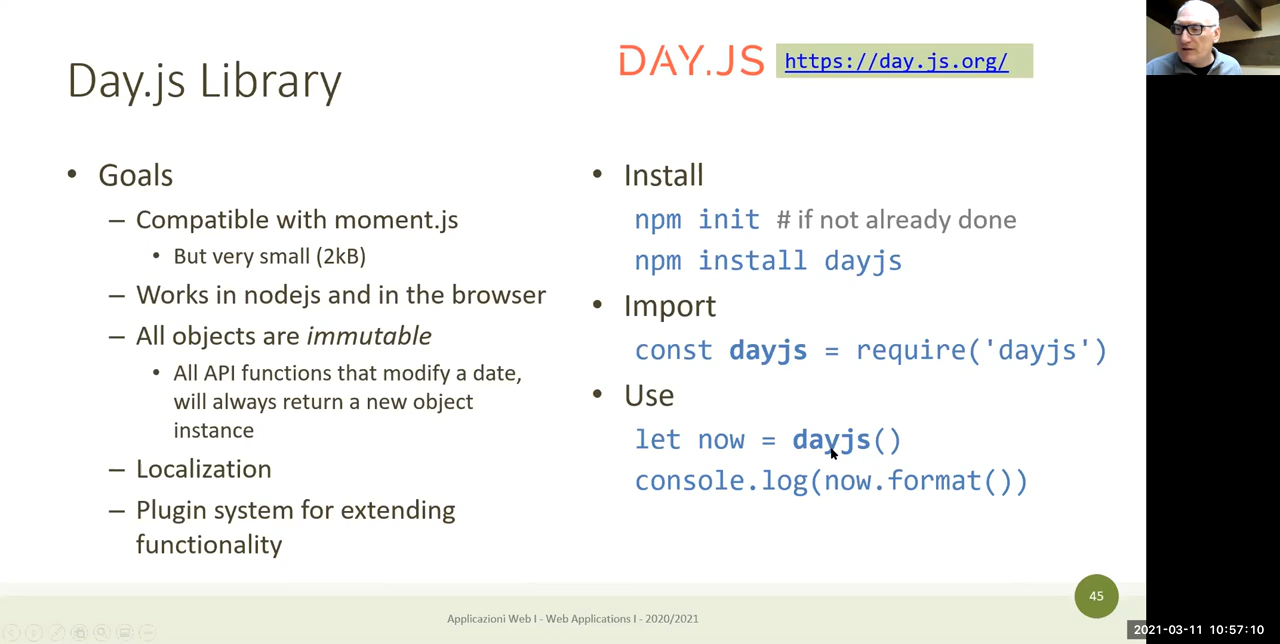 DAY.JS https://day.js.org/
Day.js Library
• Goals
– Compatible with moment.js
• But very small (2kB)
– Works in nodejs and in the browser
– All objects are immutable
• All API functions that modify a date,
will always return a new object
instance
– Localization
– Plugin system for extending
functionality
• Install
npm init # if not already done
npm install dayjs
• Import
const dayjs = require('dayjs')
• Use
let now = dayjs()
console.log(now.format())
45
Applicazioni Web I - Web Applications I - 2020/2021
2021-03-11 10:57:10